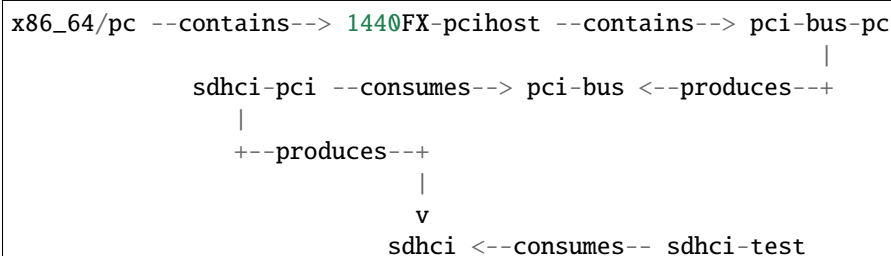 x86_64/pc --contains--> 1440FX-pcihost --contains--> pci-bus-pc
|
sdhci-pci --consumes--> pci-bus <--produces--+
|
+--produces--+
|
v
sdhci <--consumes-- sdhci-test